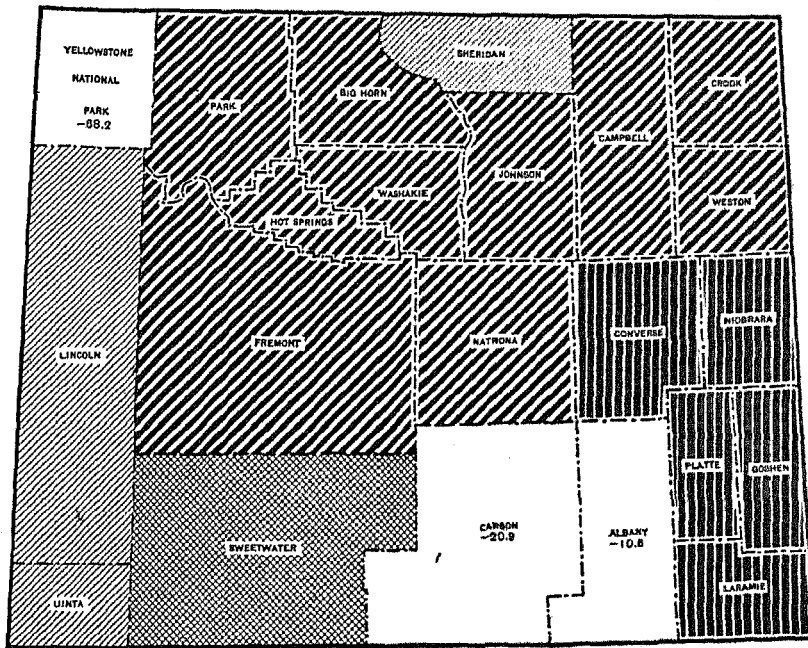 YELLOWSTONE
NATIONAL
PARK
-68.2
PARK
BIG HORN
SHERIDAN
CROOK
CAMPBELL
JOHNSON
WASHAKIE
WESTON
HOT SPRINGS
LINCOLN
FREMONT
NATRONA
CONVERSE
NIOBRARA
PLATTE
GOSHEN
SWEETWATER
CARBON
-20.9
ALBANY
-10.8
UINTA
LARAMIE